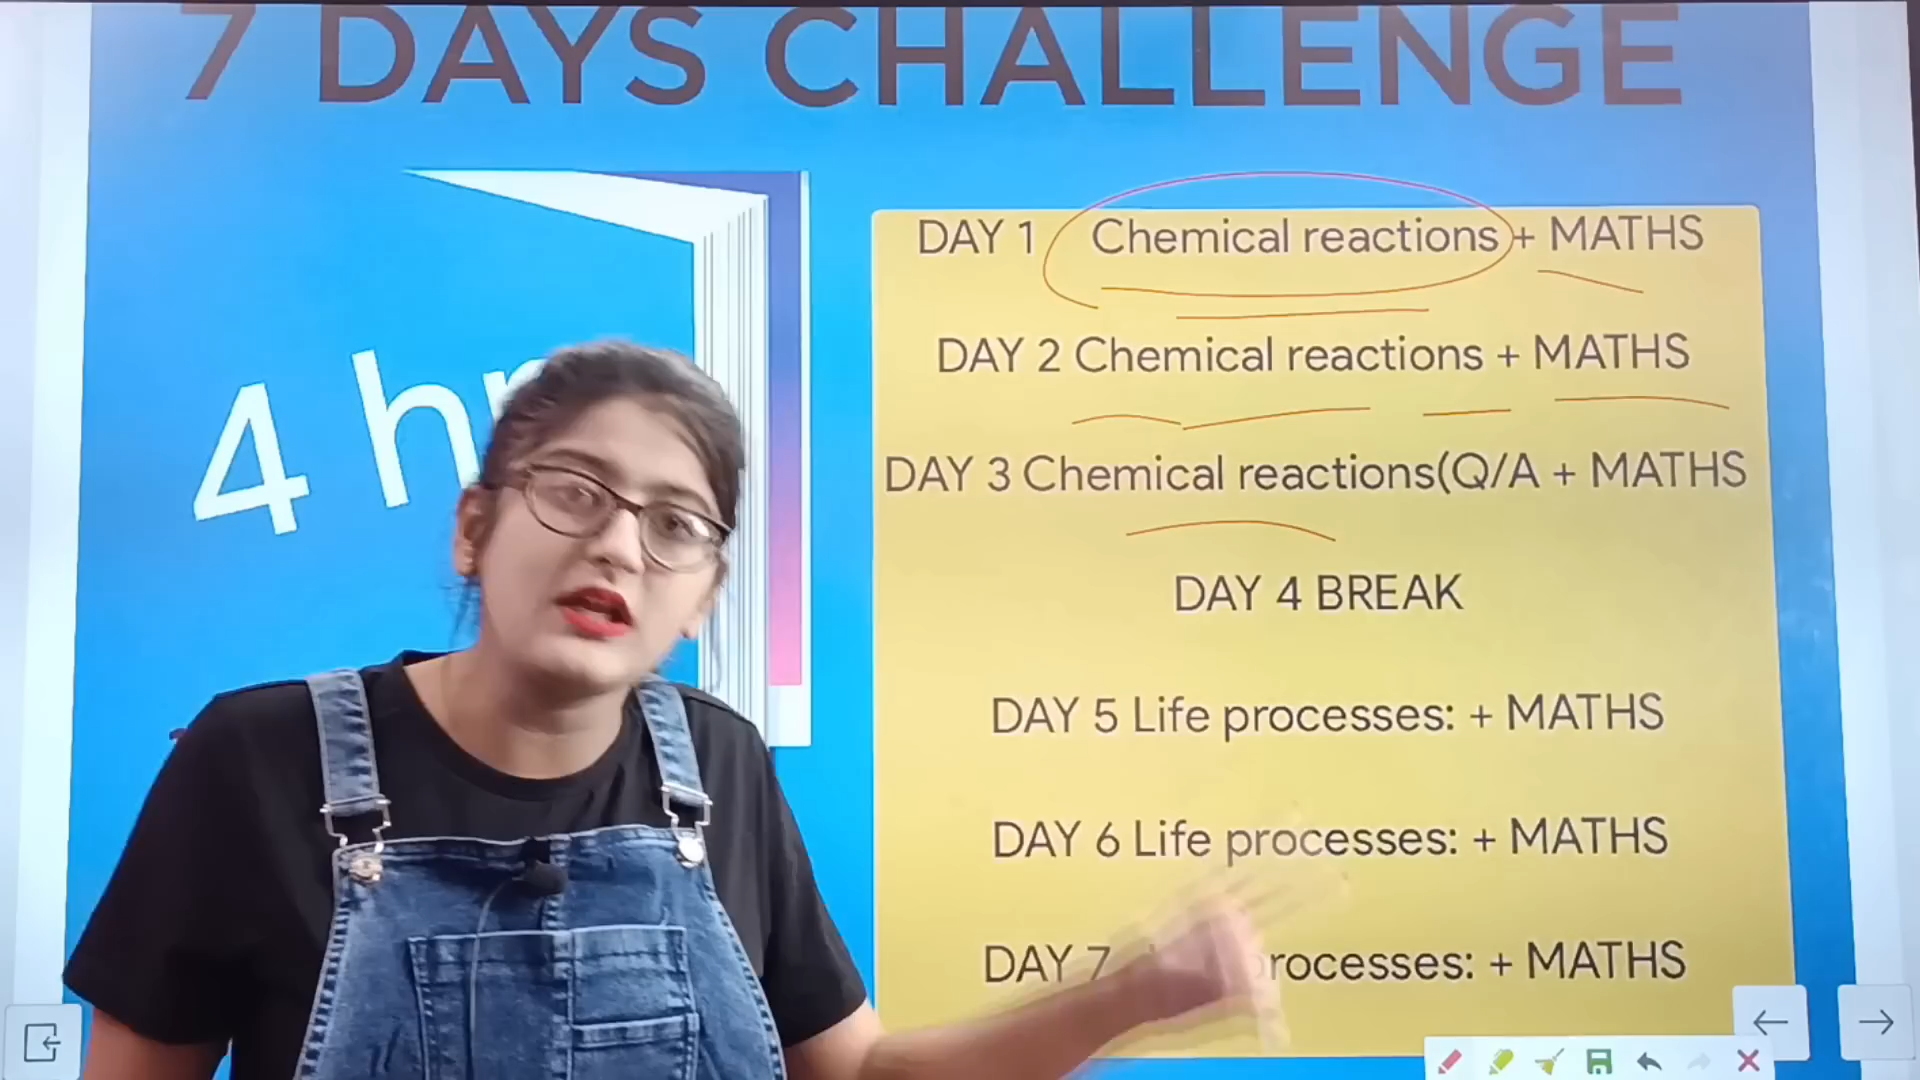 7 DAYS CHALLENGE
4
DAY 1 Chemical reactions + MATHS
DAY 2 Chemical reactions + MATHS
DAY 3 Chemical reactions(Q/A + MATHS
DAY 4 BREAK
DAY 5 Life processes: + MATHS
DAY 6 Life processes: + MATHS
DAY 7 + MATHS